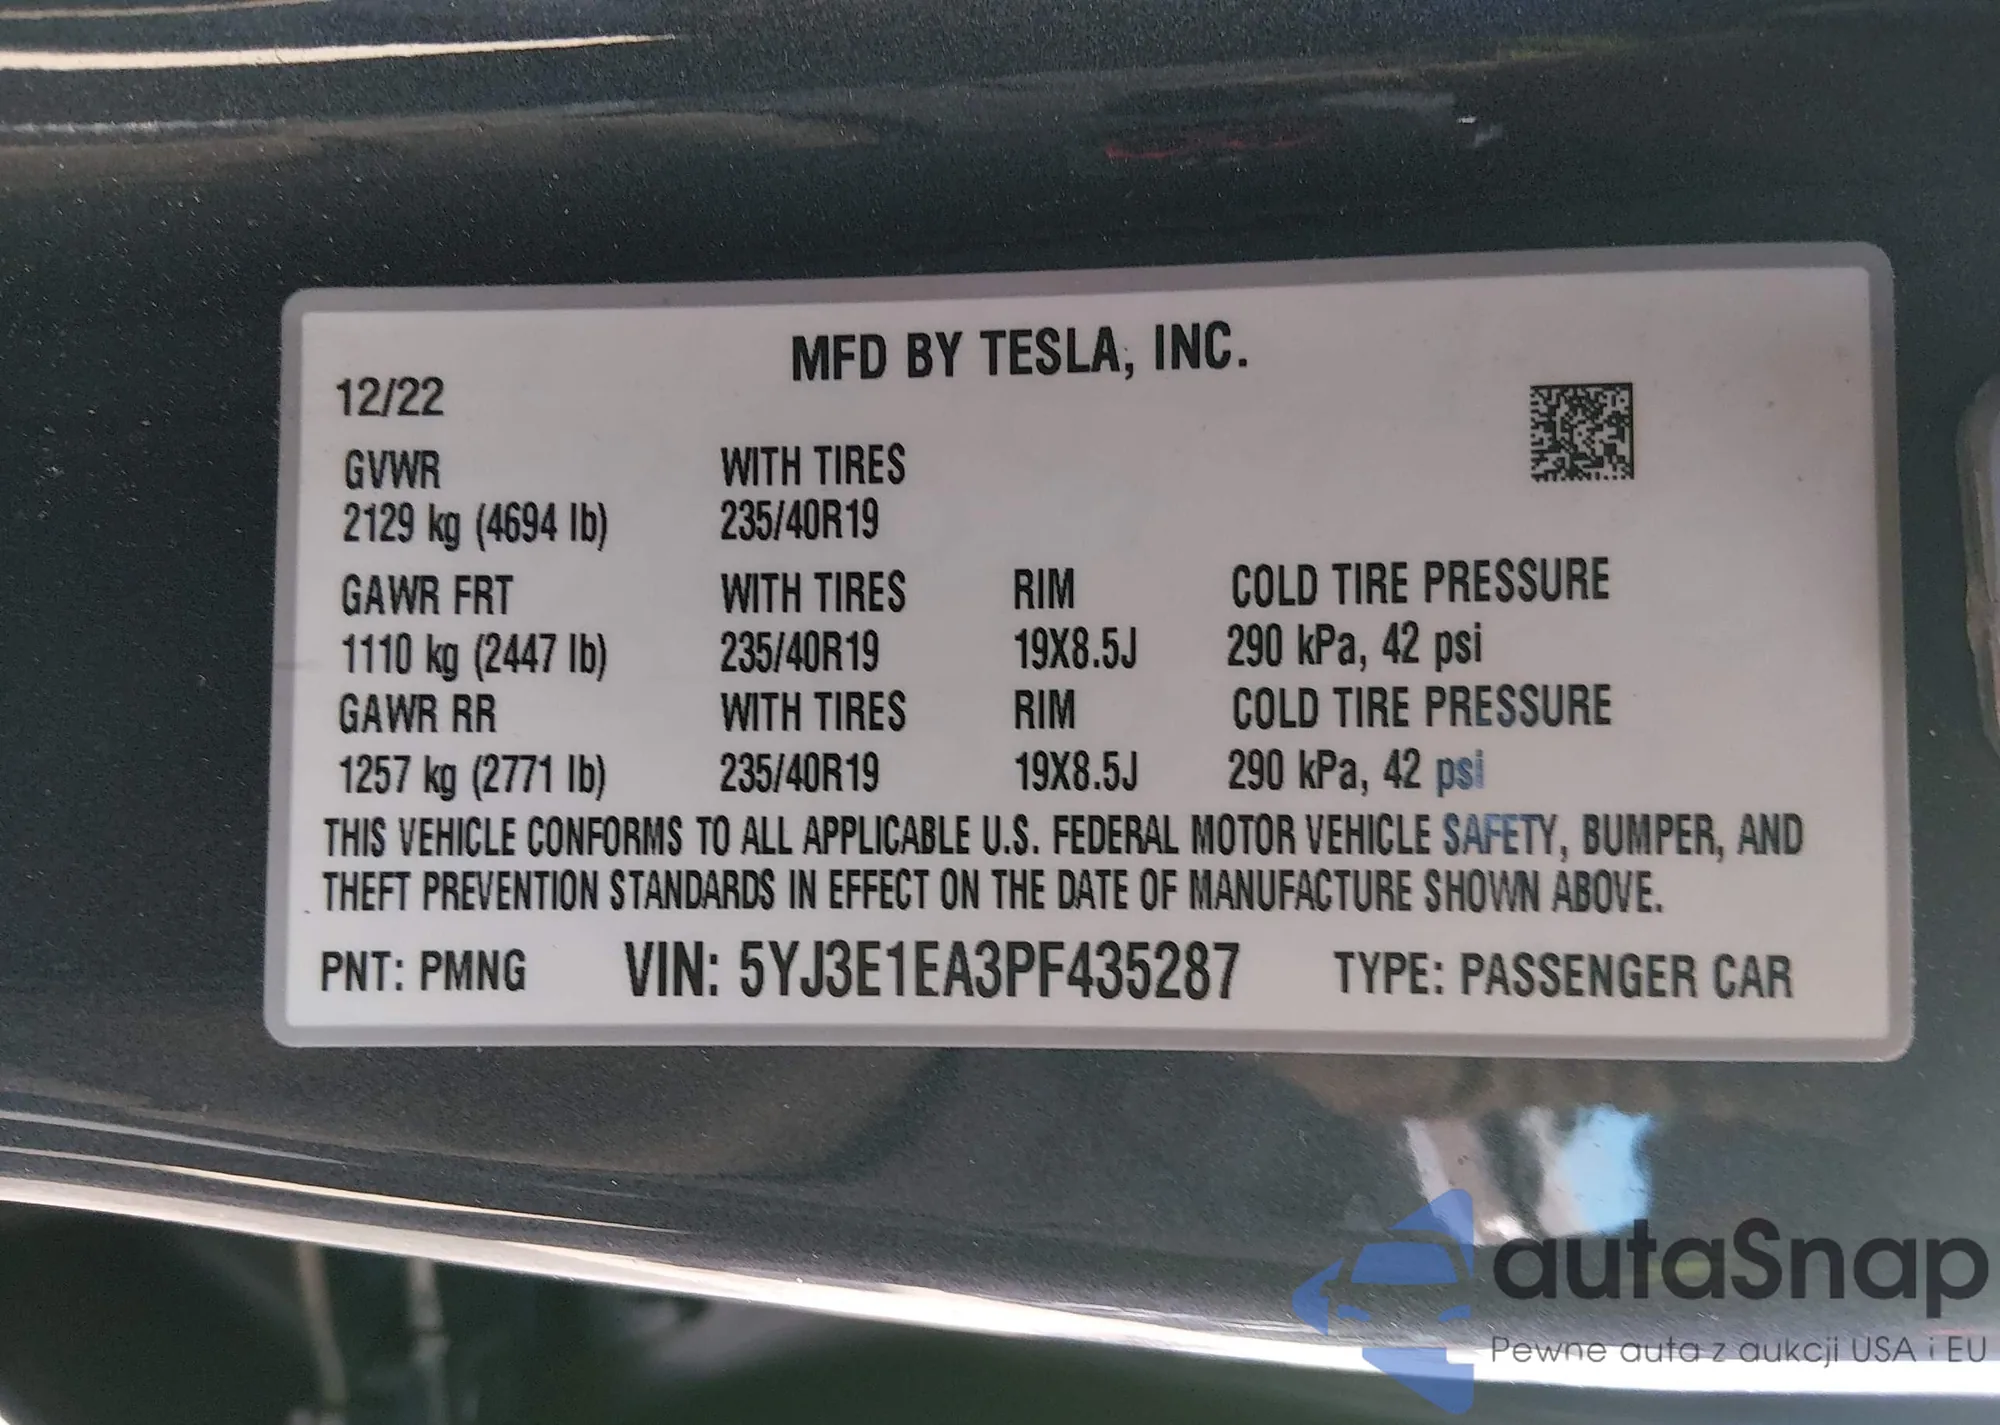 MFD BY TESLA, INC.
12/22
GVWR WITH TIRES
2129 kg (4694 lb) 235/40R19
GAWR FRT WITH TIRES RIM COLD TIRE PRESSURE
1110 kg (2447 lb) 235/40R19 19X8.5J 290 kPa, 42 psi
GAWR RR WITH TIRES RIM COLD TIRE PRESSURE
1257 kg (2771 lb) 235/40R19 19X8.5J 290 kPa, 42 psi
THIS VEHICLE CONFORMS TO ALL APPLICABLE U.S. FEDERAL MOTOR VEHICLE SAFETY, BUMPER, AND
THEFT PREVENTION STANDARDS IN EFFECT ON THE DATE OF MANUFACTURE SHOWN ABOVE.
PNT: PMNG VIN: 5YJ3E1EA3PF435287 TYPE: PASSENGER CAR
autaSnap
Pewne auta z aukcji USA i EU